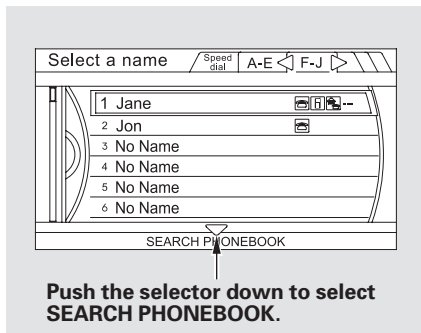 Select a name
Speed dial
A-E F-J
1 Jane
2 Jon
3 No Name
4 No Name
5 No Name
6 No Name
SEARCH PHONEBOOK
Push the selector down to select
SEARCH PHONEBOOK.